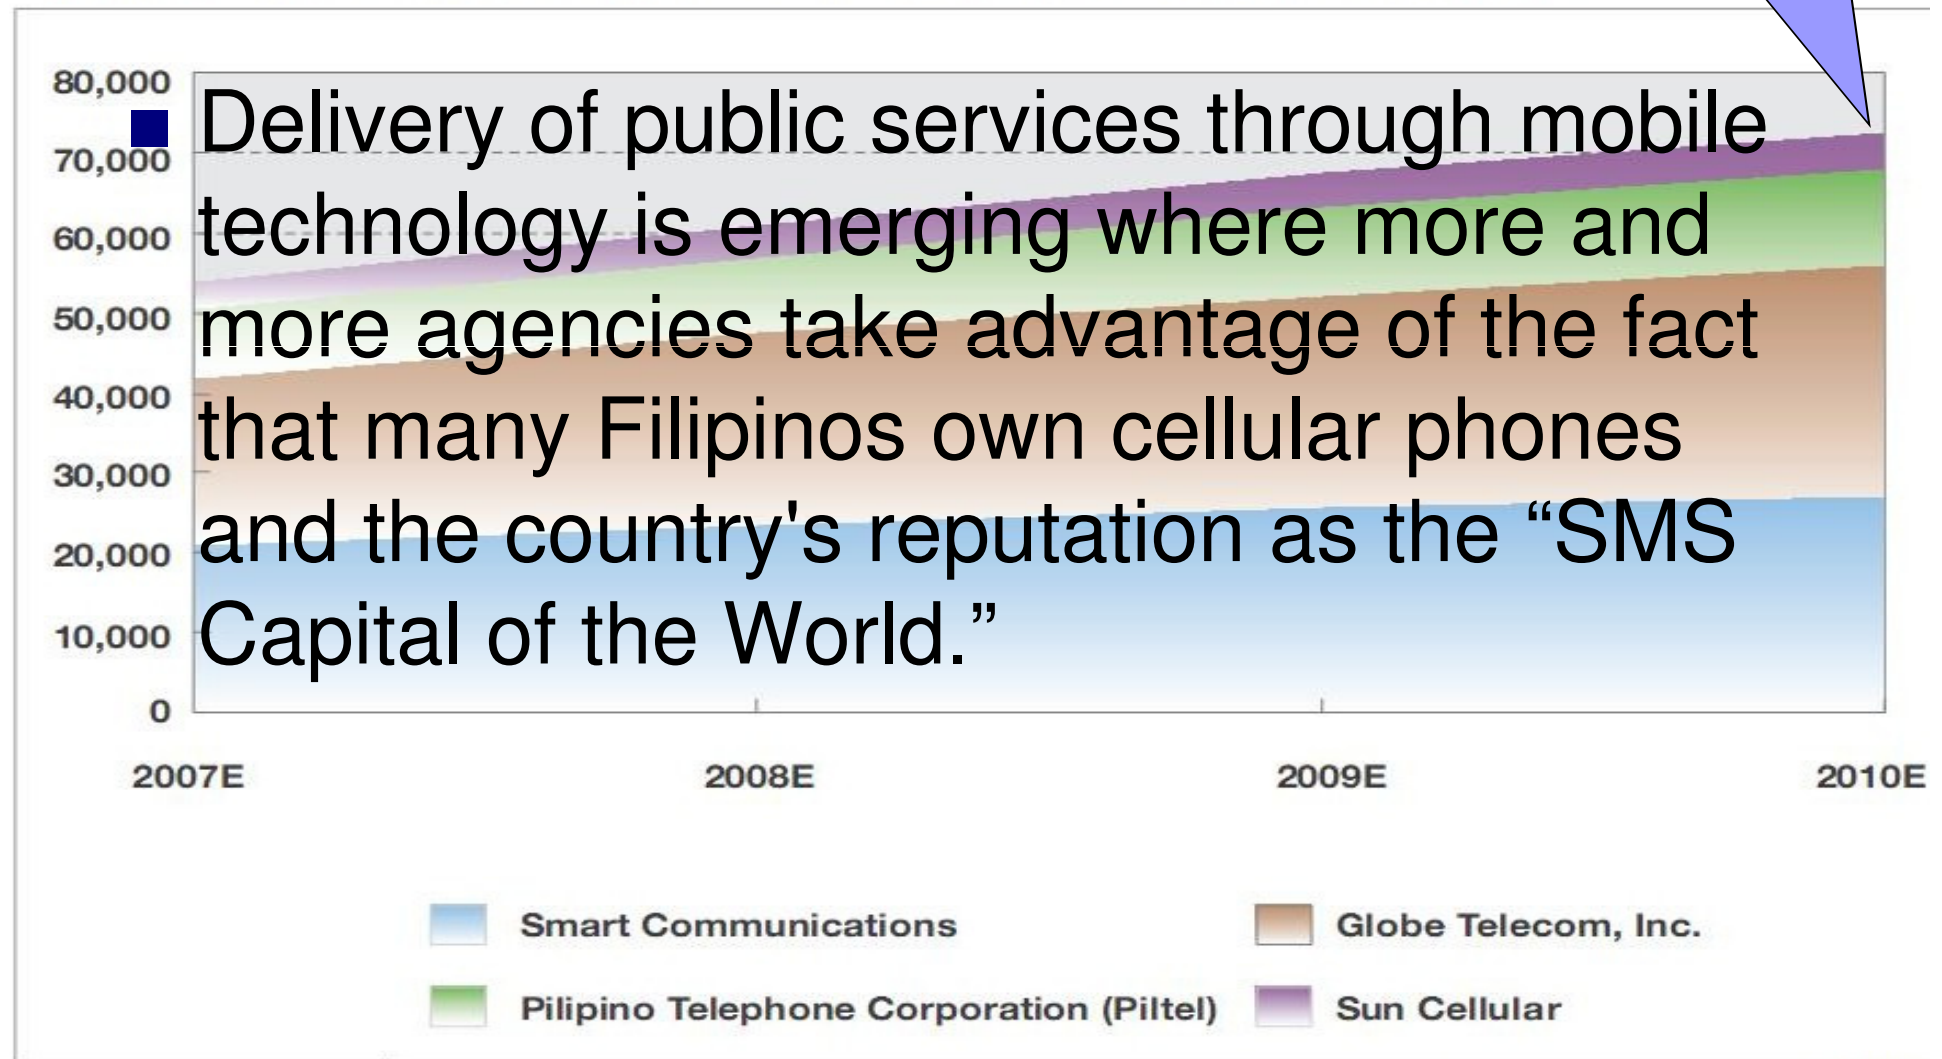 80,000
70,000
60,000
50,000
40,000
30,000
20,000
10,000
0
■ Delivery of public services through mobile
technology is emerging where more and
more agencies take advantage of the fact
that many Filipinos own cellular phones
and the country's reputation as the “SMS
Capital of the World.”
2007E 2008E 2009E 2010E
Smart Communications Globe Telecom, Inc.
Pilipino Telephone Corporation (Piltel) Sun Cellular